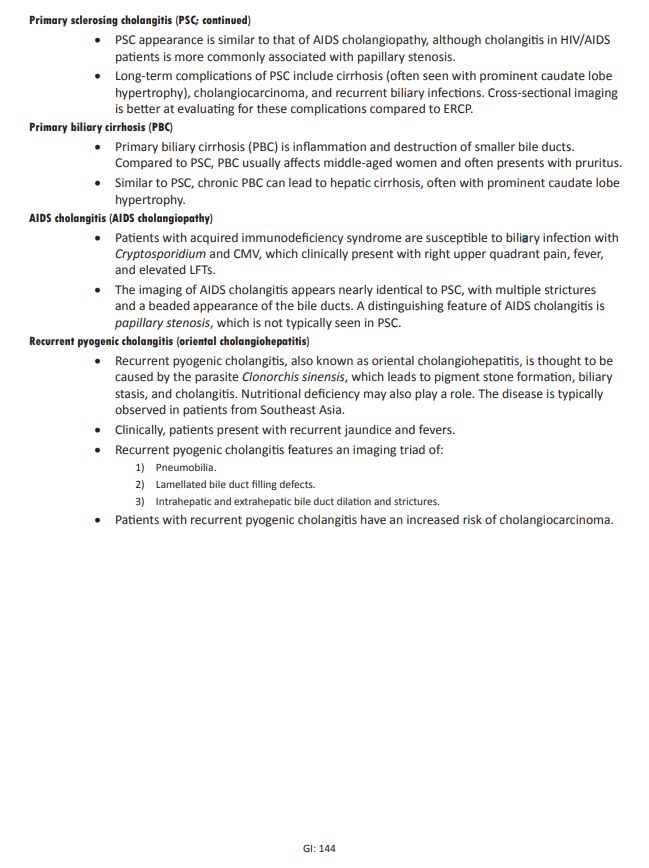 Primary sclerosing cholangitis (PSC; continued)
• PSC appearance is similar to that of AIDS cholangiopathy, although cholangitis in HIV/AIDS
patients is more commonly associated with papillary stenosis.
• Long-term complications of PSC include cirrhosis (often seen with prominent caudate lobe
hypertrophy), cholangiocarcinoma, and recurrent biliary infections. Cross-sectional imaging
is better at evaluating for these complications compared to ERCP.
Primary biliary cirrhosis (PBC)
• Primary biliary cirrhosis (PBC) is inflammation and destruction of smaller bile ducts.
Compared to PSC, PBC usually affects middle-aged women and often presents with pruritus.
• Similar to PSC, chronic PBC can lead to hepatic cirrhosis, often with prominent caudate lobe
hypertrophy.
AIDS cholangitis (AIDS cholangiopathy)
• Patients with acquired immunodeficiency syndrome are susceptible to biliary infection with
Cryptosporidium and CMV, which clinically present with right upper quadrant pain, fever,
and elevated LFTs.
• The imaging of AIDS cholangitis appears nearly identical to PSC, with multiple strictures
and a beaded appearance of the bile ducts. A distinguishing feature of AIDS cholangitis is
papillary stenosis, which is not typically seen in PSC.
Recurrent pyogenic cholangitis (oriental cholangiohepatitis)
• Recurrent pyogenic cholangitis, also known as oriental cholangiohepatitis, is thought to be
caused by the parasite Clonorchis sinensis, which leads to pigment stone formation, biliary
stasis, and cholangitis. Nutritional deficiency may also play a role. The disease is typically
observed in patients from Southeast Asia.
• Clinically, patients present with recurrent jaundice and fevers.
• Recurrent pyogenic cholangitis features an imaging triad of:
1) Pneumobilia.
2) Lamellated bile duct filling defects.
3) Intrahepatic and extrahepatic bile duct dilation and strictures.
• Patients with recurrent pyogenic cholangitis have an increased risk of cholangiocarcinoma.
GI: 144